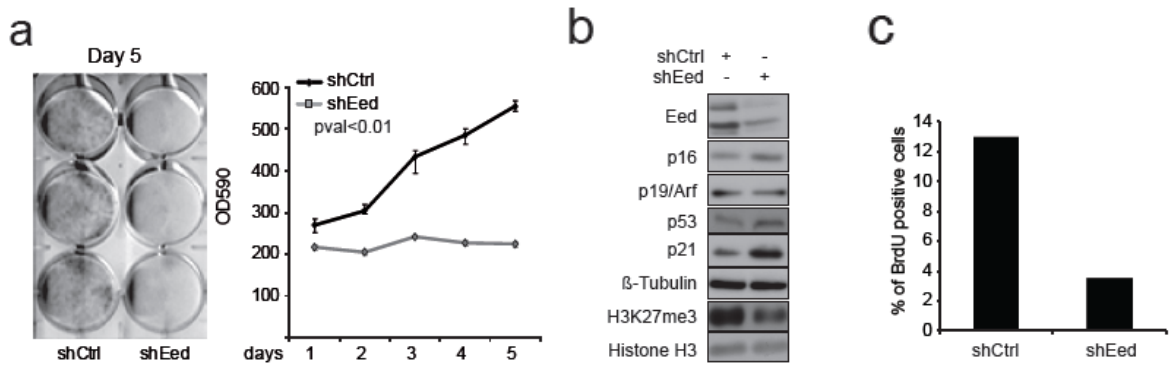 a
Day 5
shCtrl shEed
OD590
600
500
400
300
200
100
shCtrl
shEed
pval<0.01
days 1 2 3 4 5
b
shCtrl + -
shEed - +
Eed
p16
p19/Arf
p53
p21
ß-Tubulin
H3K27me3
Histone H3
c
% of BrdU positive cells
14
12
10
8
6
4
2
0
shCtrl shEed